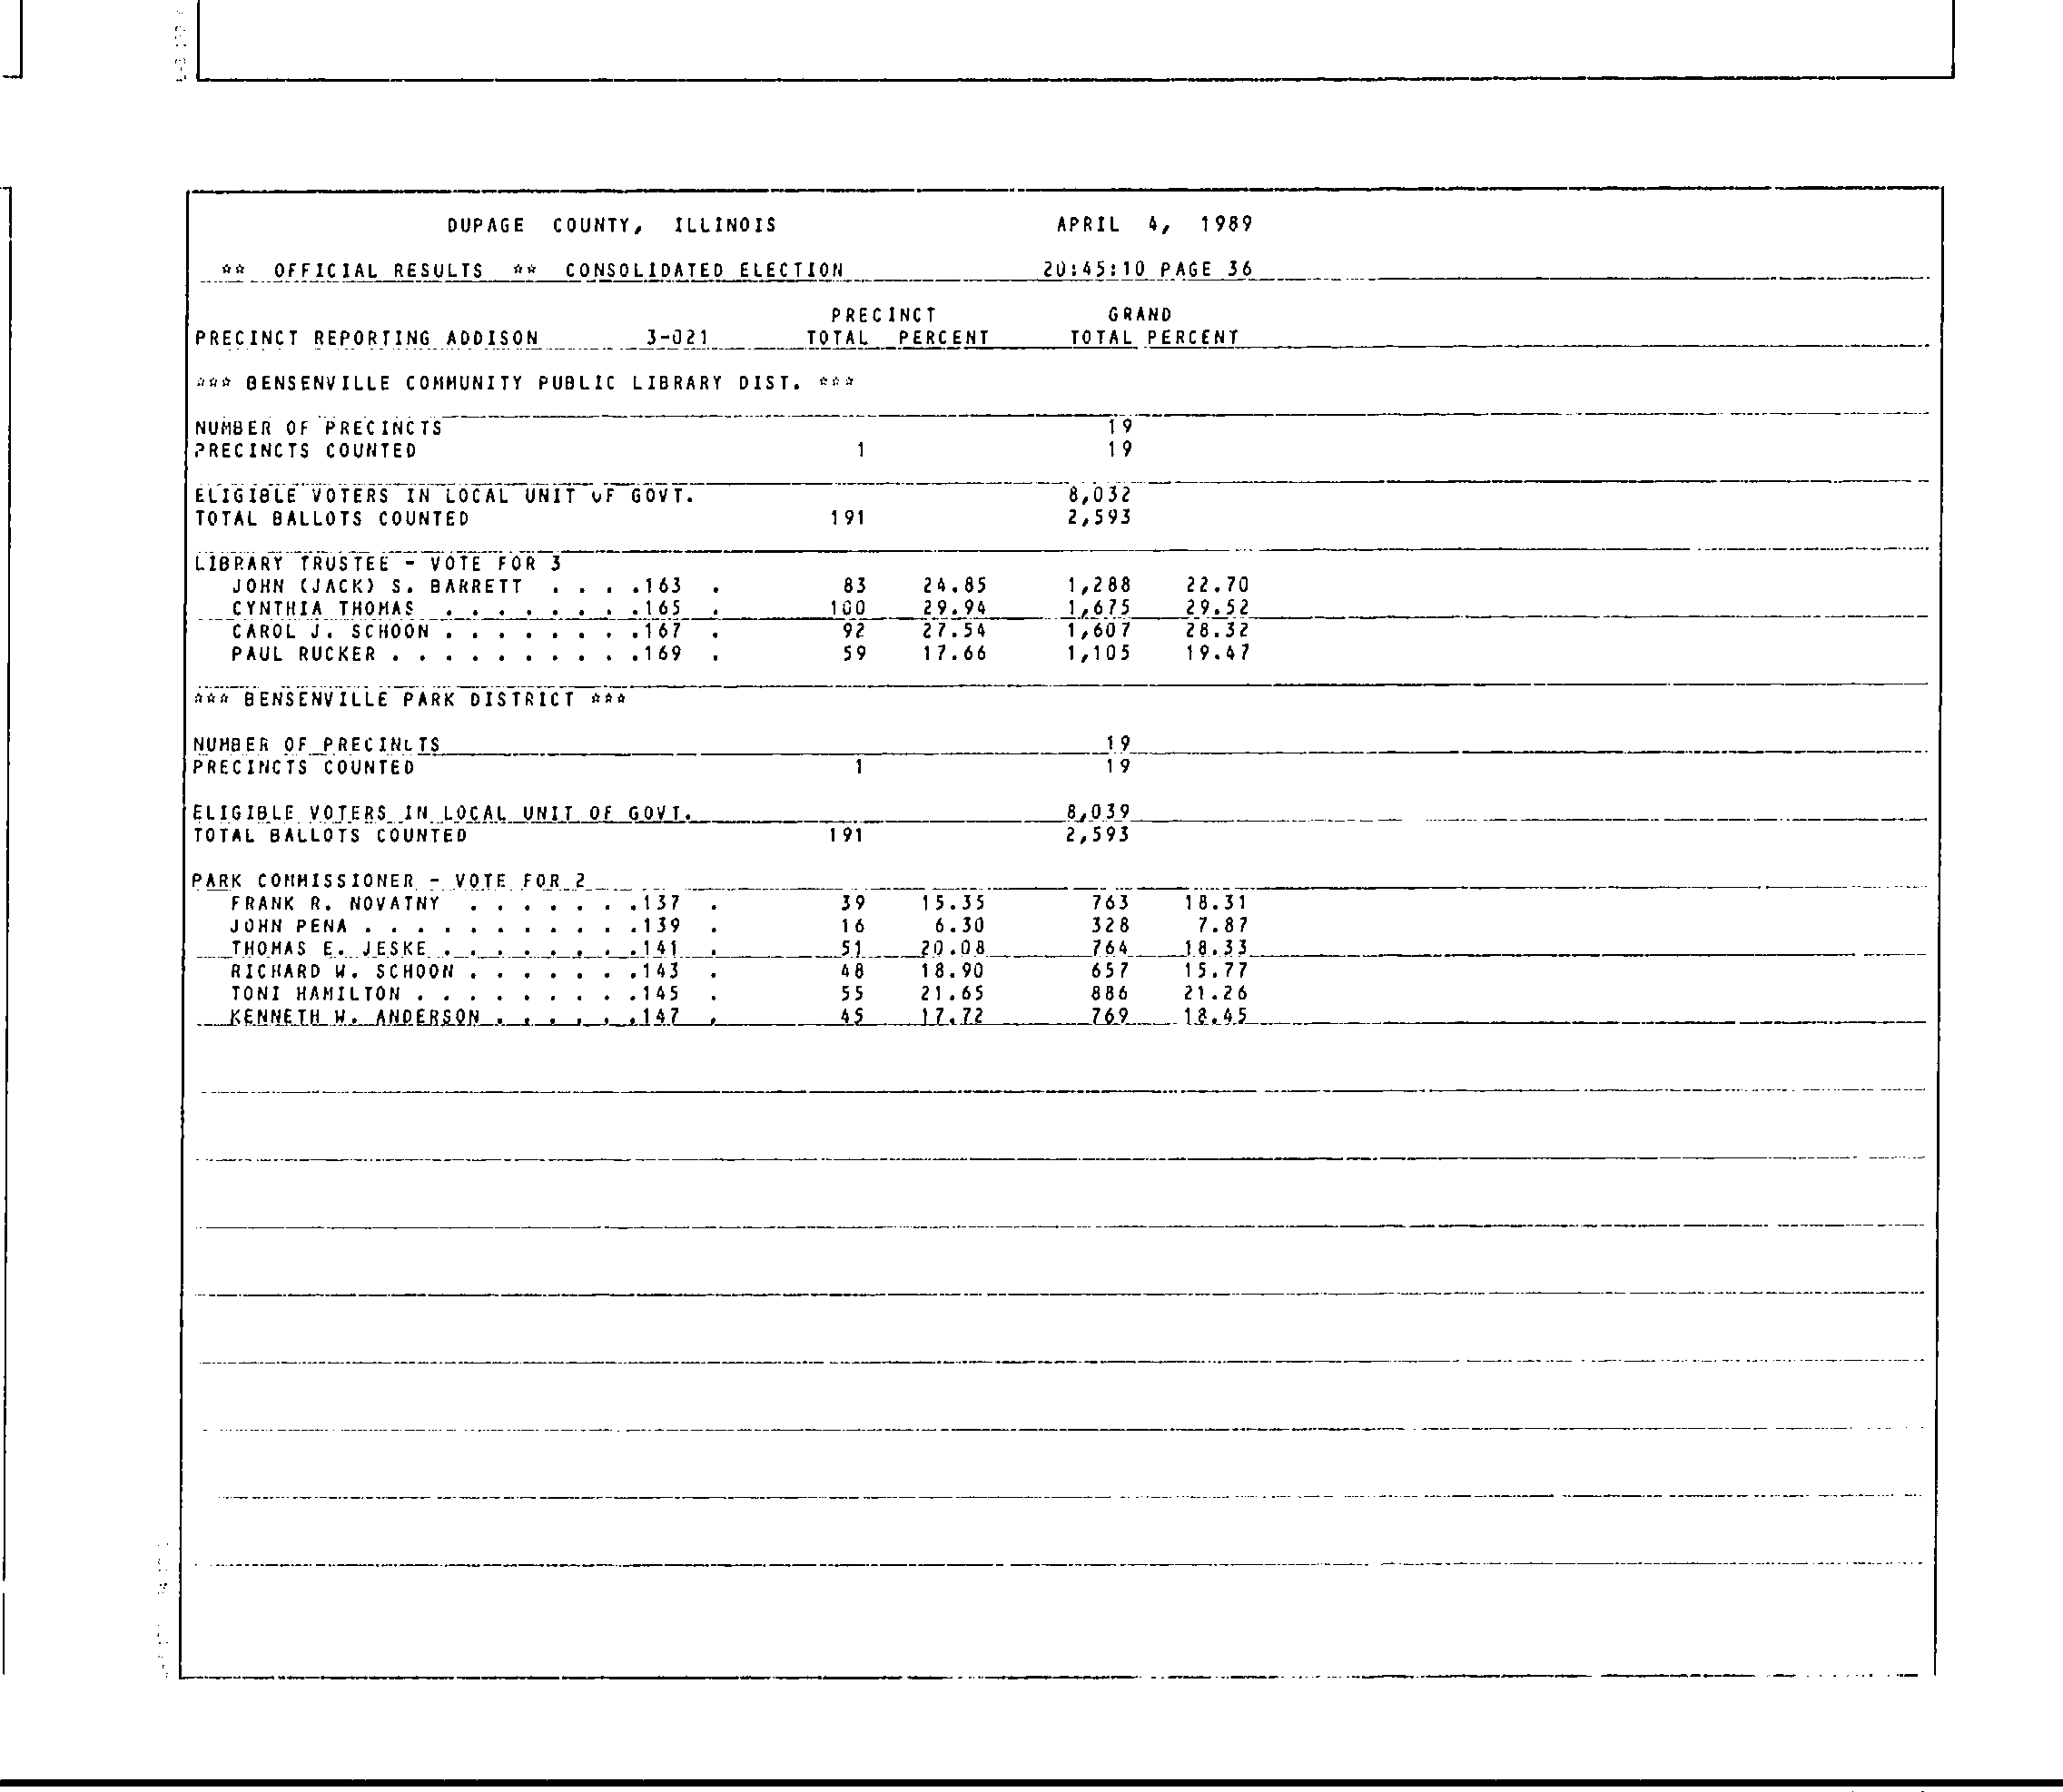 DUPAGE COUNTY, ILLINOIS APRIL 4, 1989
** OFFICIAL RESULTS ** CONSOLIDATED ELECTION 20:45:10 PAGE 36
PRECINCT GRAND
PRECINCT REPORTING ADDISON 3-021 TOTAL PERCENT TOTAL PERCENT
*** BENSENVILLE COMMUNITY PUBLIC LIBRARY DIST. ***
NUMBER OF PRECINCTS 19
PRECINCTS COUNTED 1 19
ELIGIBLE VOTERS IN LOCAL UNIT OF GOVT. 8,032
TOTAL BALLOTS COUNTED 191 2,593
LIBRARY TRUSTEE - VOTE FOR 3
JOHN (JACK) S. BARRETT . . . .163 . 83 24.85 1,288 22.70
CYNTHIA THOMAS . . . . . . . .165 . 100 29.94 1,675 29.52
CAROL J. SCHOON . . . . . . . .167 . 92 27.54 1,607 28.32
PAUL RUCKER . . . . . . . . . .169 . 59 17.66 1,105 19.47
*** BENSENVILLE PARK DISTRICT ***
NUMBER OF PRECINCTS 19
PRECINCTS COUNTED 1 19
ELIGIBLE VOTERS IN LOCAL UNIT OF GOVT. 8,039
TOTAL BALLOTS COUNTED 191 2,593
PARK COMMISSIONER - VOTE FOR 2
FRANK R. NOVATNY . . . . . . .137 . 39 15.35 763 18.31
JOHN PENA . . . . . . . . . . .139 . 16 6.30 328 7.87
THOMAS E. JESKE . . . . . . . .141 . 51 20.08 764 18.33
RICHARD W. SCHOON . . . . . . .143 . 48 18.90 657 15.77
TONI HAMILTON . . . . . . . . .145 . 55 21.65 886 21.26
KENNETH W. ANDERSON . . . . . .147 . 45 17.72 769 18.45